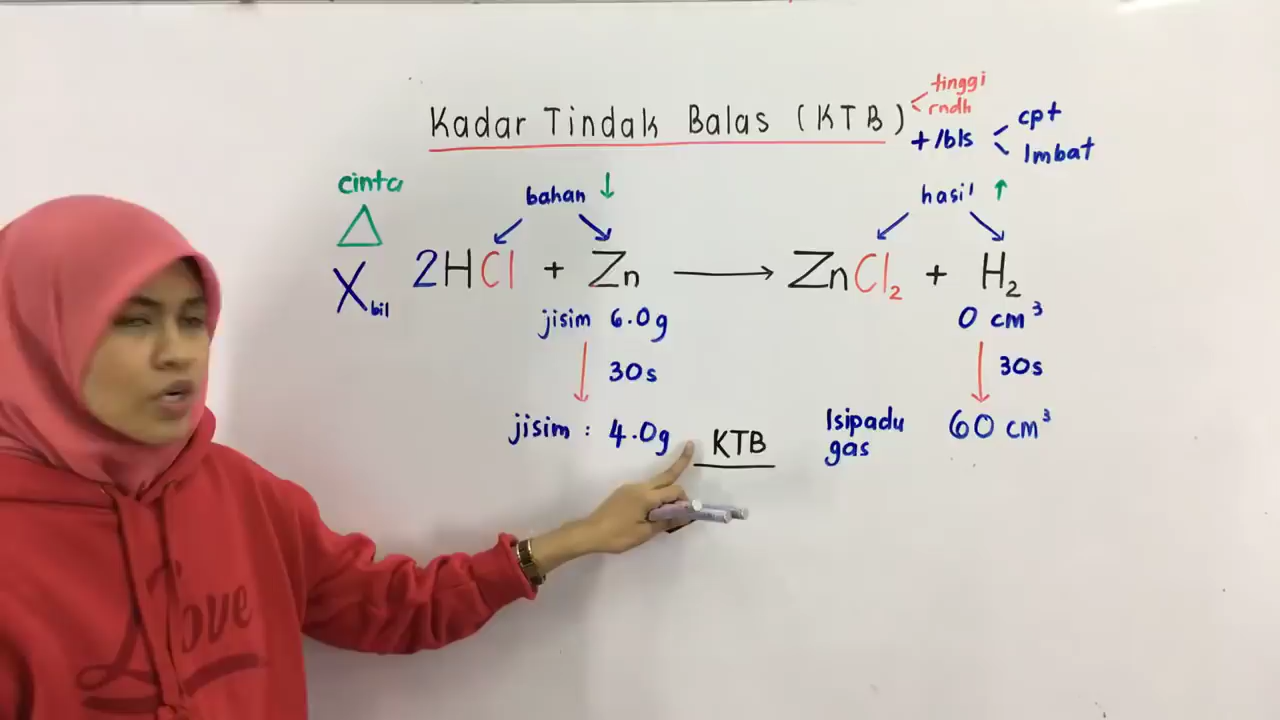 Kadar Tindak Balas (KTB)
tinggi
rndh
+/bls
cpt
lmbat
cinta
bahan ↓
hasil ↑
△
X bil
2HCl + Zn → ZnCl₂ + H₂
jisim 6.0g
0 cm³
30s
30s
jisim : 4.0g
KTB
Isipadu
gas
60 cm³
Love